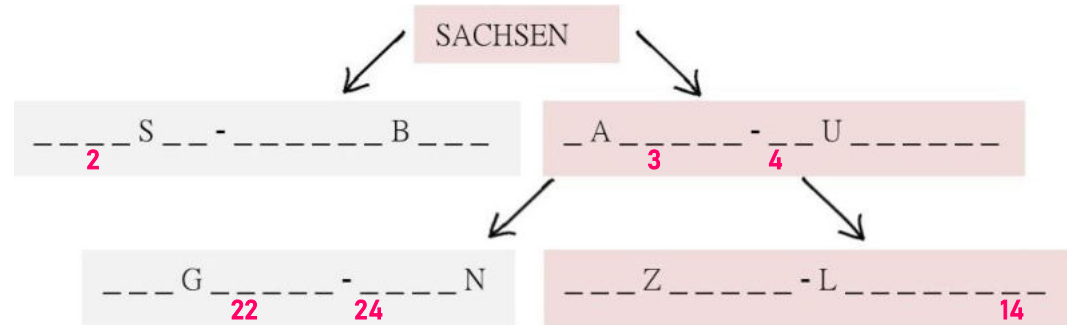 SACHSEN
_ _ _ _ S _ _ - _ _ _ _ _ _ B _ _ _
2
_ A _ _ _ _ _ - _ _ U _ _ _ _ _ _
3 4
_ _ _ G _ _ _ _ _ - _ _ _ _ N
22 24
_ _ _ Z _ _ _ _ _ - L _ _ _ _ _ _ _ _
14